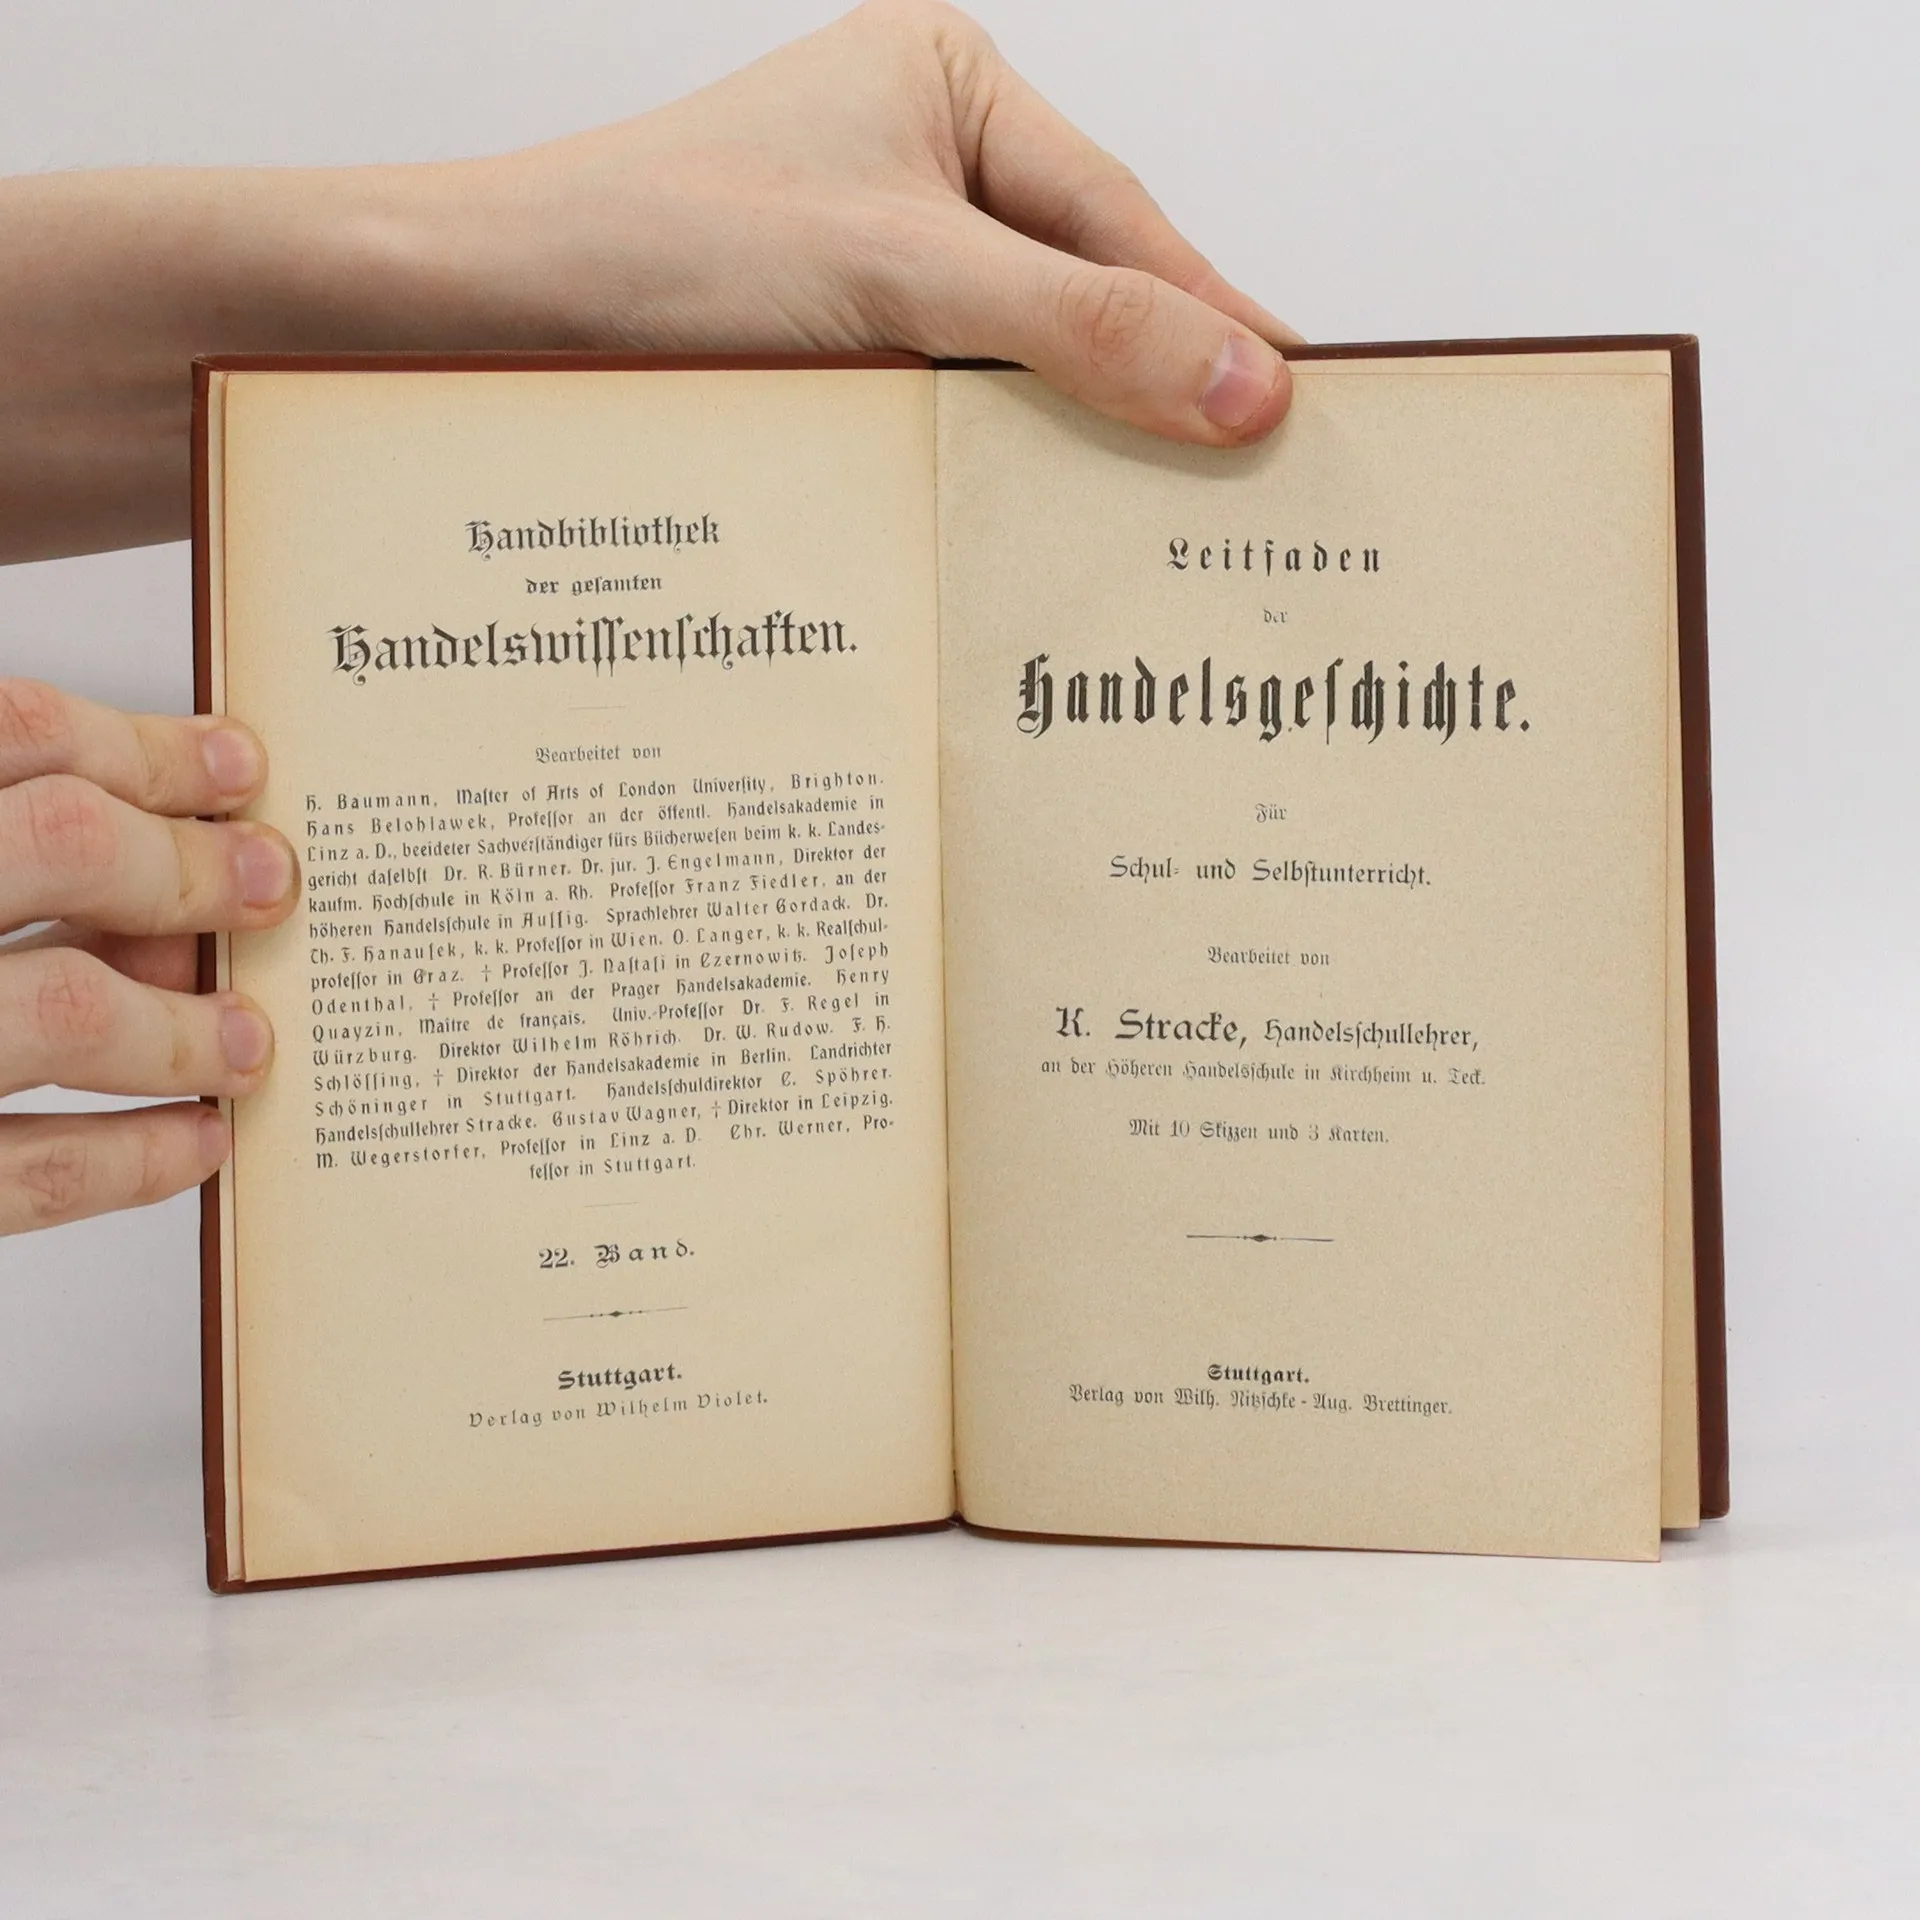 Handbibliothek
der geſamten
Handelswiſſenſchaften.
Bearbeitet von
H. Baumann, Maſter of Arts of London Univerſity, Brighton.
Hans Belohlawek, Profeſſor an der öffentl. Handelsakademie in
Linz a. D., beeideter Sachverſtändiger fürs Bücherweſen beim k. k. Landes-
gericht daſelbſt. Dr. R. Bürner. Dr. jur. J. Engelmann, Direktor der
kaufm. Hochſchule in Köln a. Rh. Profeſſor Franz Fiedler, an der
höheren Handelsſchule in Auſſig. Sprachlehrer Walter Gordack. Dr.
Th. F. Hanauſek, k. k. Profeſſor in Wien. O. Langer, k. k. Realſchul-
profeſſor in Graz. † Profeſſor J. Naſtaſi in Czernowitz. Joſeph
Odenthal, † Profeſſor an der Prager Handelsakademie. Henry
Quayzin, Maître de français. Univ.-Profeſſor Dr. F. Regel in
Würzburg. Direktor Wilhelm Röhrich. Dr. W. Rudow. F. H.
Schlöſſing, † Direktor der Handelsakademie in Berlin. Landrichter
Schöninger in Stuttgart. Handelsſchuldirektor C. Spöhrer.
Handelsſchullehrer Stracke. Guſtav Wagner, † Direktor in Leipzig.
M. Wegerstorfer, Profeſſor in Linz a. D. Chr. Werner, Pro-
feſſor in Stuttgart.
22. Band.
Stuttgart.
Verlag von Wilhelm Violet.
Leitfaden
der
Handelsgeſchichte.
Für
Schul- und Selbſtunterricht.
Bearbeitet von
K. Stracke, Handelsſchullehrer,
an der Höheren Handelsſchule in Kirchheim u. Teck.
Mit 10 Skizzen und 3 Karten.
Stuttgart.
Verlag von Wilh. Nitzſchke - Aug. Brettinger.